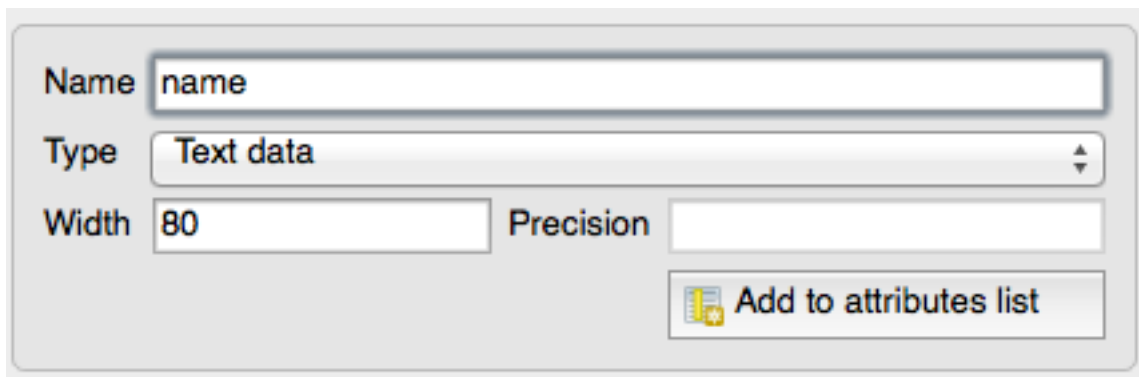 Name name
Type Text data
Width 80 Precision
Add to attributes list